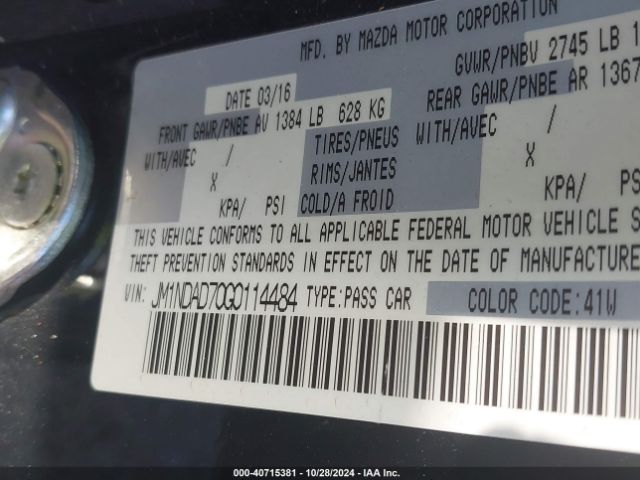 MFD. BY MAZDA MOTOR CORPORATION
DATE 03/16
GVWR/PNBV 2745 LB
FRONT GAWR/PNBE AV 1384 LB 628 KG
REAR GAWR/PNBE AR 1367
WITH/AVEC /
TIRES/PNEUS
WITH/AVEC /
X
RIMS/JANTES
X
KPA/ PSI
COLD/A FROID
KPA/ PSI
THIS VEHICLE CONFORMS TO ALL APPLICABLE FEDERAL MOTOR VEHICLE S
THEFT PREVENTION STANDARDS IN EFFECT ON THE DATE OF MANUFACTURE
VIN: JM1NDAD70G0114484 TYPE:PASS CAR COLOR CODE:41W
000-40715381 - 10/28/2024 - IAA Inc.